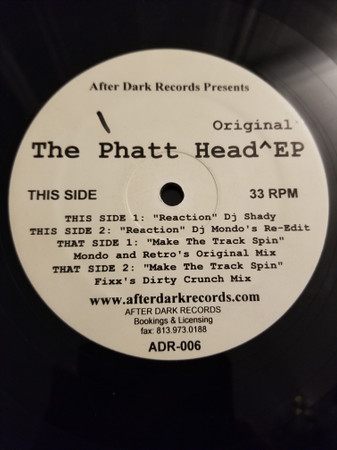 After Dark Records Presents
Original
The Phatt Head^EP
THIS SIDE
33 RPM
THIS SIDE 1: "Reaction" Dj Shady
THIS SIDE 2: "Reaction" Dj Mondo's Re-Edit
THAT SIDE 1: "Make The Track Spin"
Mondo and Retro's Original Mix
THAT SIDE 2: "Make The Track Spin"
Fixx's Dirty Crunch Mix
www.afterdarkrecords.com
AFTER DARK RECORDS
Bookings & Licensing
fax: 813.973.0188
ADR-006